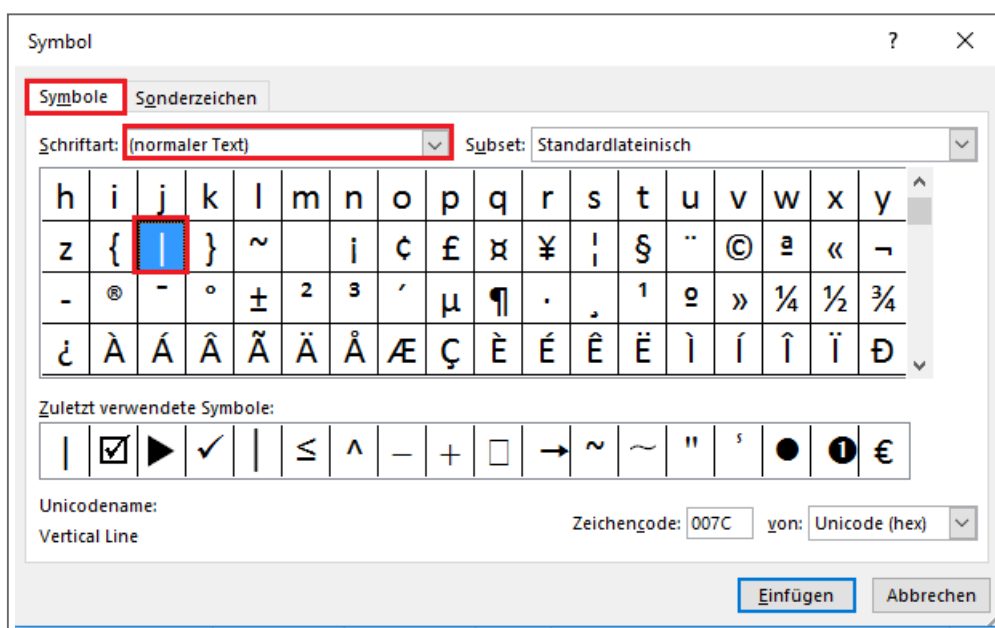 Symbol ? ×
Symbole Sonderzeichen
Schriftart: (normaler Text) Subset: Standardlateinisch
h i j k l m n o p q r s t u v w x y
z { | } ~ ¡ ¢ £ ¤ ¥ ¦ § ¨ © ª « ¬
- ® ¯ ° ± ² ³ ´ µ ¶ · ¸ ¹ º » ¼ ½ ¾
¿ À Á Â Ã Ä Å Æ Ç È É Ê Ë Ì Í Î Ï Ð
Zuletzt verwendete Symbole:
| ☑ ► ✓ │ ≤ ^ – + □ → ~ ∼ " ˢ ● ❶ €
Unicodename:
Vertical Line
Zeichencode: 007C von: Unicode (hex)
Einfügen Abbrechen